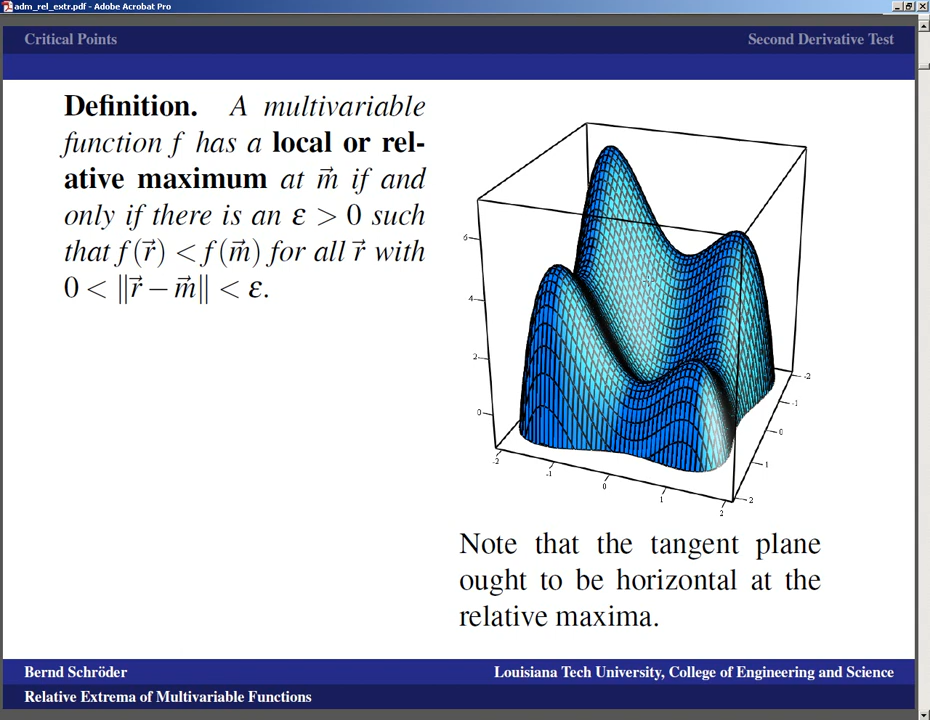 adm_rel_extr.pdf - Adobe Acrobat Pro
Critical Points
Second Derivative Test
Definition. A multivariable
function f has a local or rel-
ative maximum at m⃗ if and
only if there is an ε > 0 such
that f(r⃗) < f(m⃗) for all r⃗ with
0 < ‖r⃗ − m⃗‖ < ε.
6
4
2
0
-2
-1
0
1
2
-2
-1
0
1
2
Note that the tangent plane
ought to be horizontal at the
relative maxima.
Bernd Schröder
Louisiana Tech University, College of Engineering and Science
Relative Extrema of Multivariable Functions